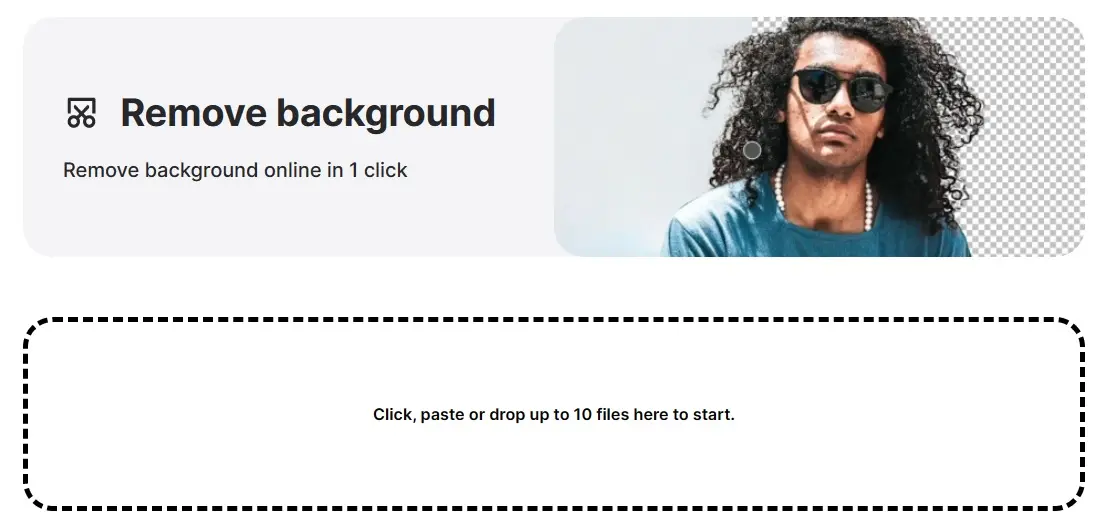 Remove background
Remove background online in 1 click
Click, paste or drop up to 10 files here to start.